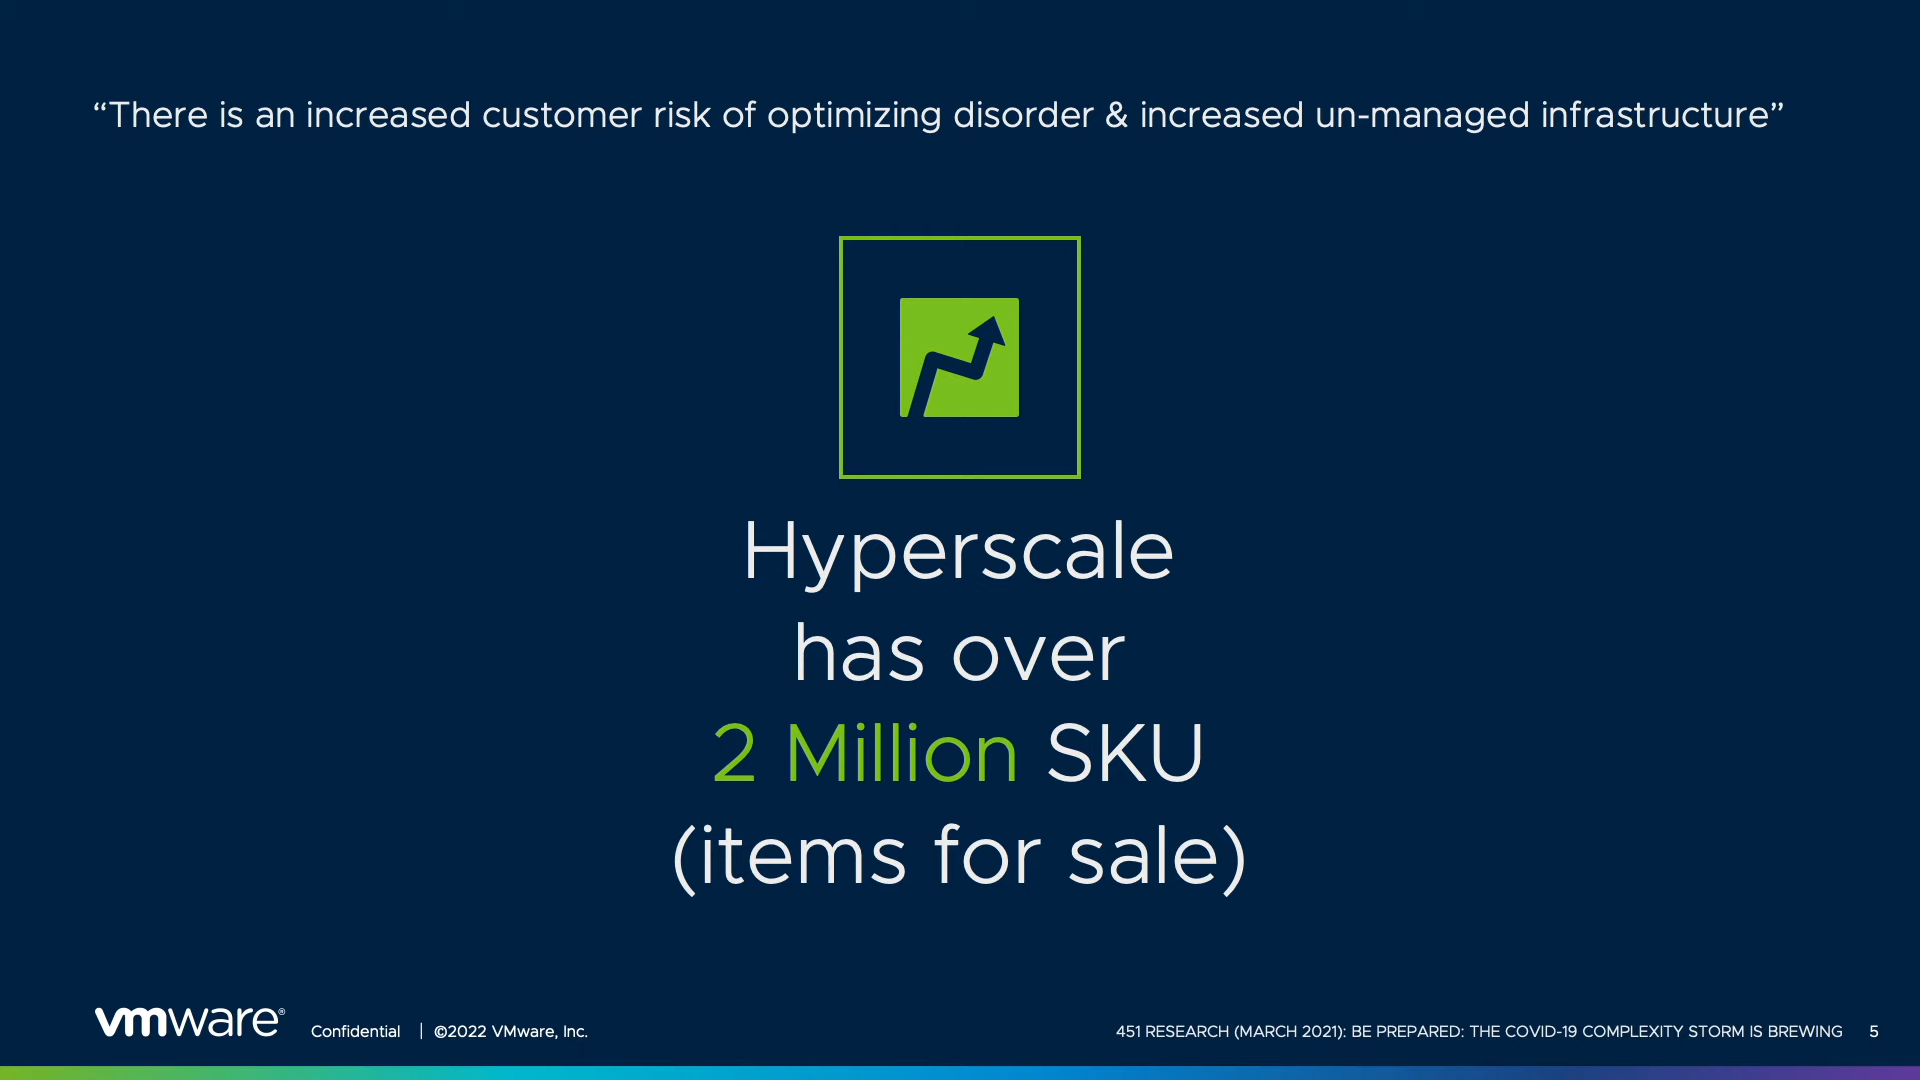 “There is an increased customer risk of optimizing disorder & increased un-managed infrastructure”
Hyperscale
has over
2 Million SKU
(items for sale)
vmware®
Confidential | ©2022 VMware, Inc.
451 RESEARCH (MARCH 2021): BE PREPARED: THE COVID-19 COMPLEXITY STORM IS BREWING 5